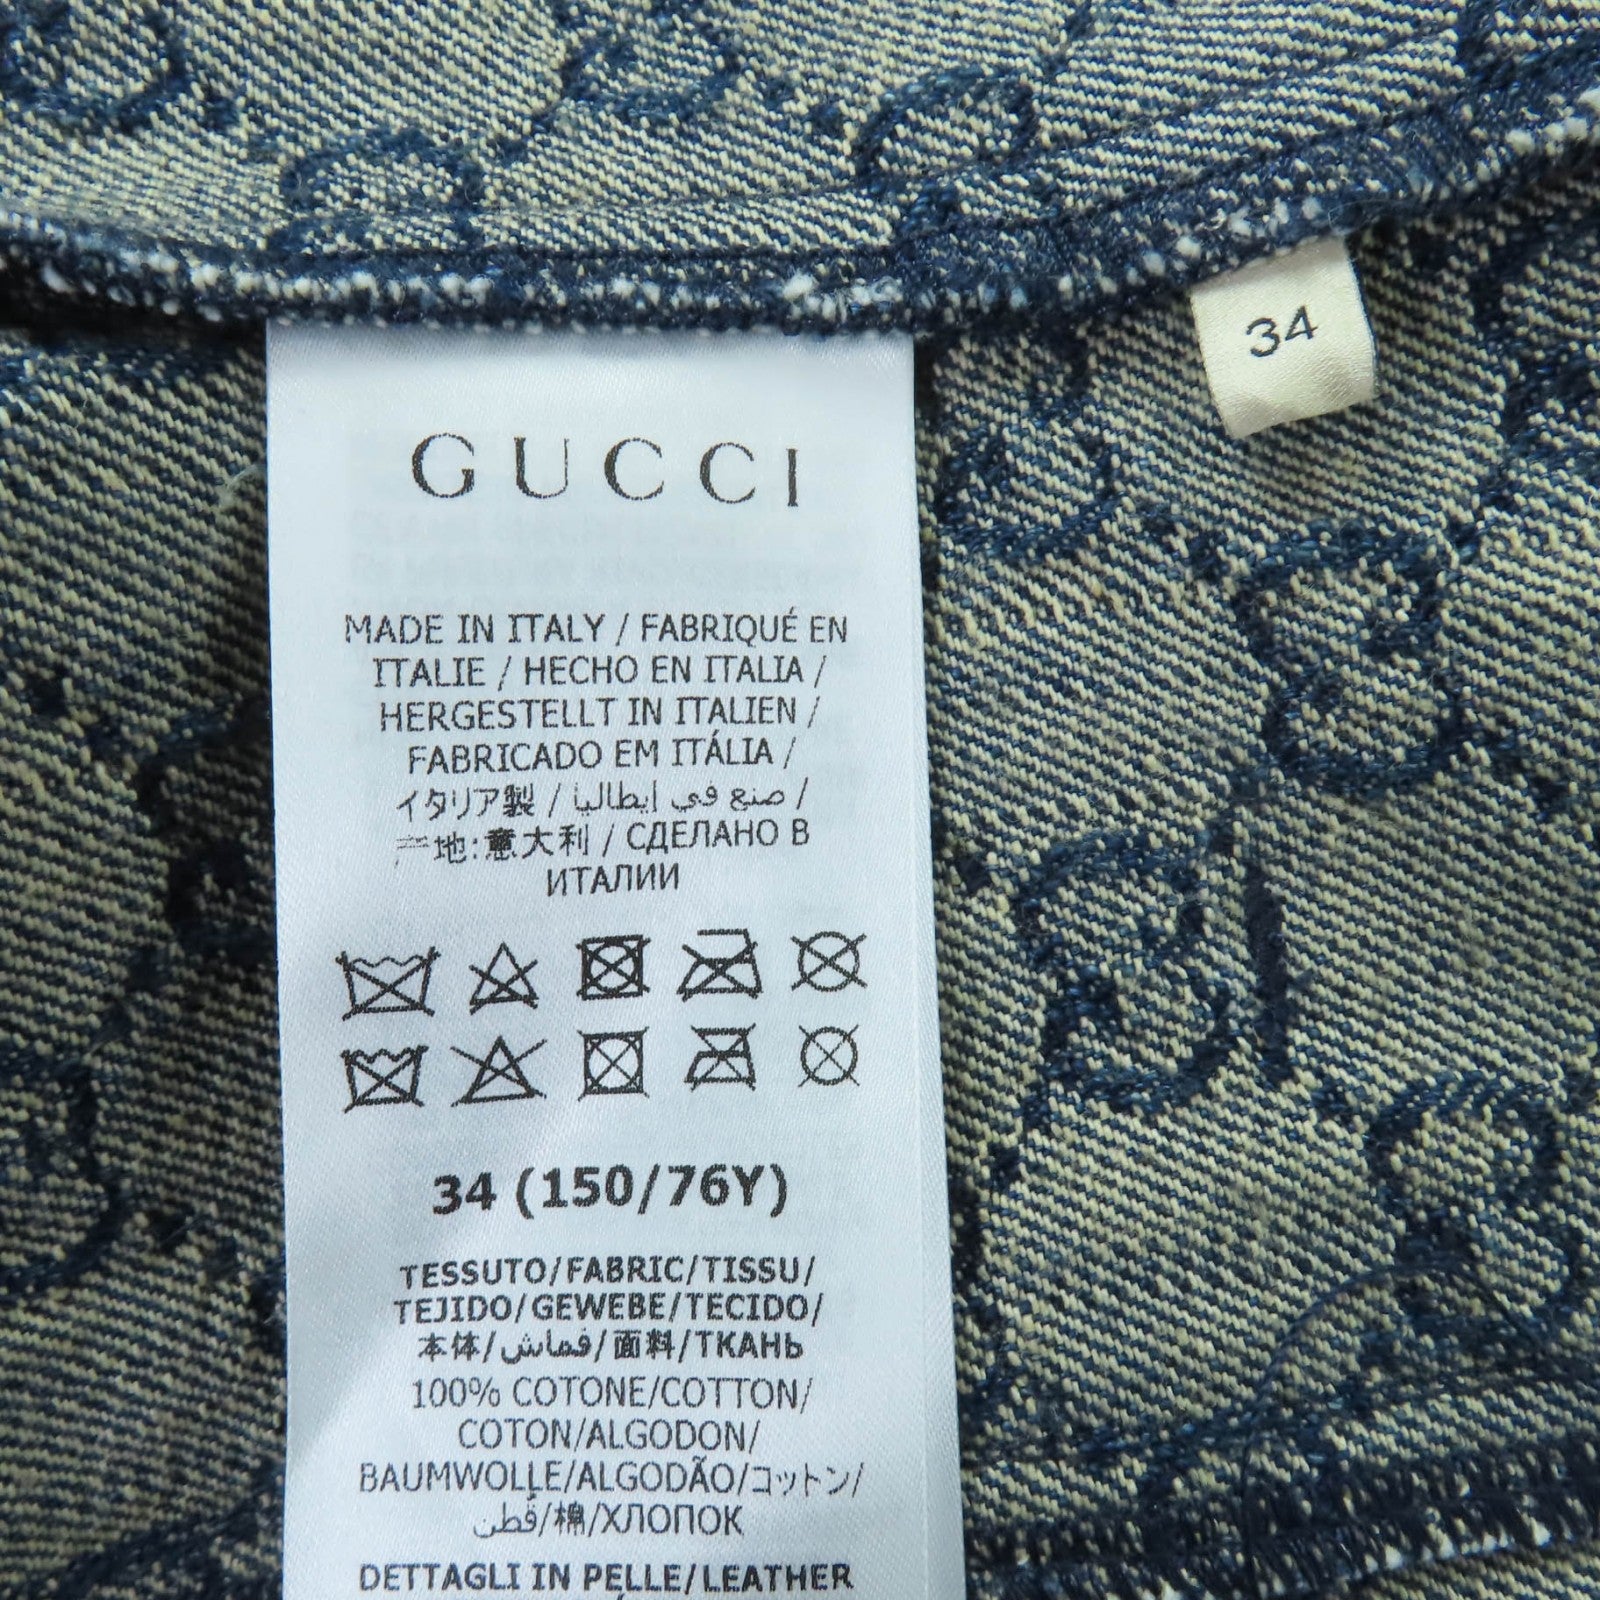 34
GUCCI
MADE IN ITALY / FABRIQUÉ EN
ITALIE / HECHO EN ITALIA /
HERGESTELLT IN ITALIEN /
FABRICADO EM ITÁLIA /
イタリア製 / صنع في إيطاليا /
产地:意大利 / СДЕЛАНО В
ИТАЛИИ
34 (150/76Y)
TESSUTO/FABRIC/TISSU/
TEJIDO/GEWEBE/TECIDO/
本体/قماش/面料/ТКАНЬ
100% COTONE/COTTON/
COTON/ALGODON/
BAUMWOLLE/ALGODÃO/コットン/
قطن/棉/ХЛОПОК
DETTAGLI IN PELLE/LEATHER